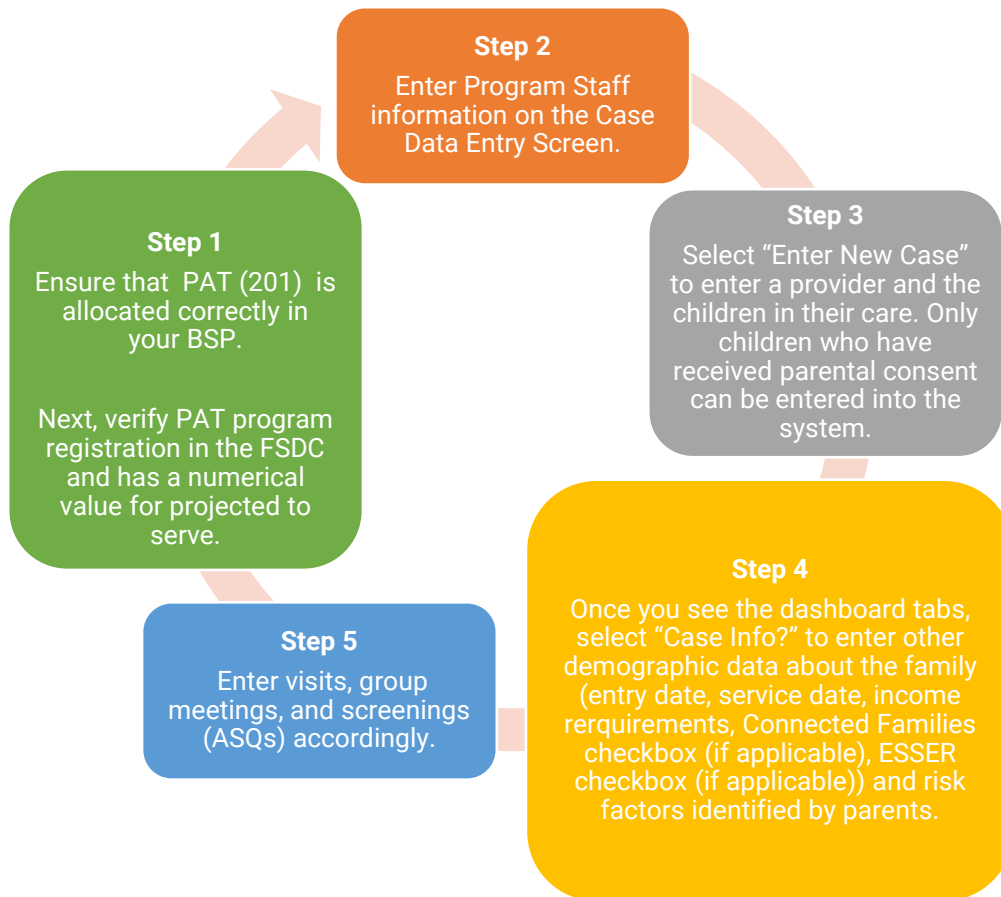 Step 1
Ensure that PAT (201) is
allocated correctly in
your BSP.
Next, verify PAT program
registration in the FSDC
and has a numerical
value for projected to
serve.
Step 2
Enter Program Staff
information on the Case
Data Entry Screen.
Step 3
Select “Enter New Case”
to enter a provider and the
children in their care. Only
children who have
received parental consent
can be entered into the
system.
Step 4
Once you see the dashboard tabs,
select “Case Info?” to enter other
demographic data about the family
(entry date, service date, income
rerquirements, Connected Families
checkbox (if applicable), ESSER
checkbox (if applicable)) and risk
factors identified by parents.
Step 5
Enter visits, group
meetings, and screenings
(ASQs) accordingly.